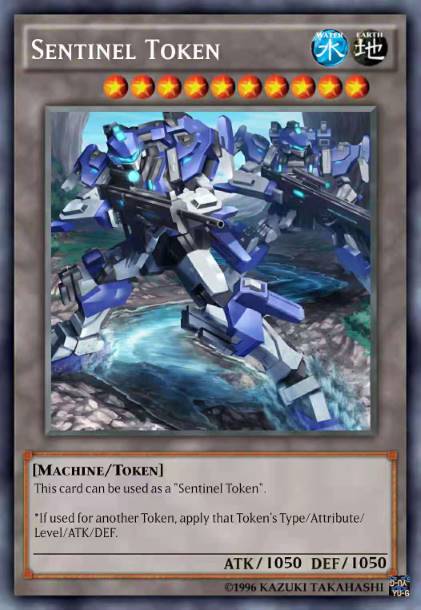 Sentinel Token
WATER 水 EARTH 地
[Machine/Token]
This card can be used as a "Sentinel Token".
*If used for another Token, apply that Token's Type/Attribute/
Level/ATK/DEF.
ATK/1050 DEF/1050
©1996 KAZUKI TAKAHASHI